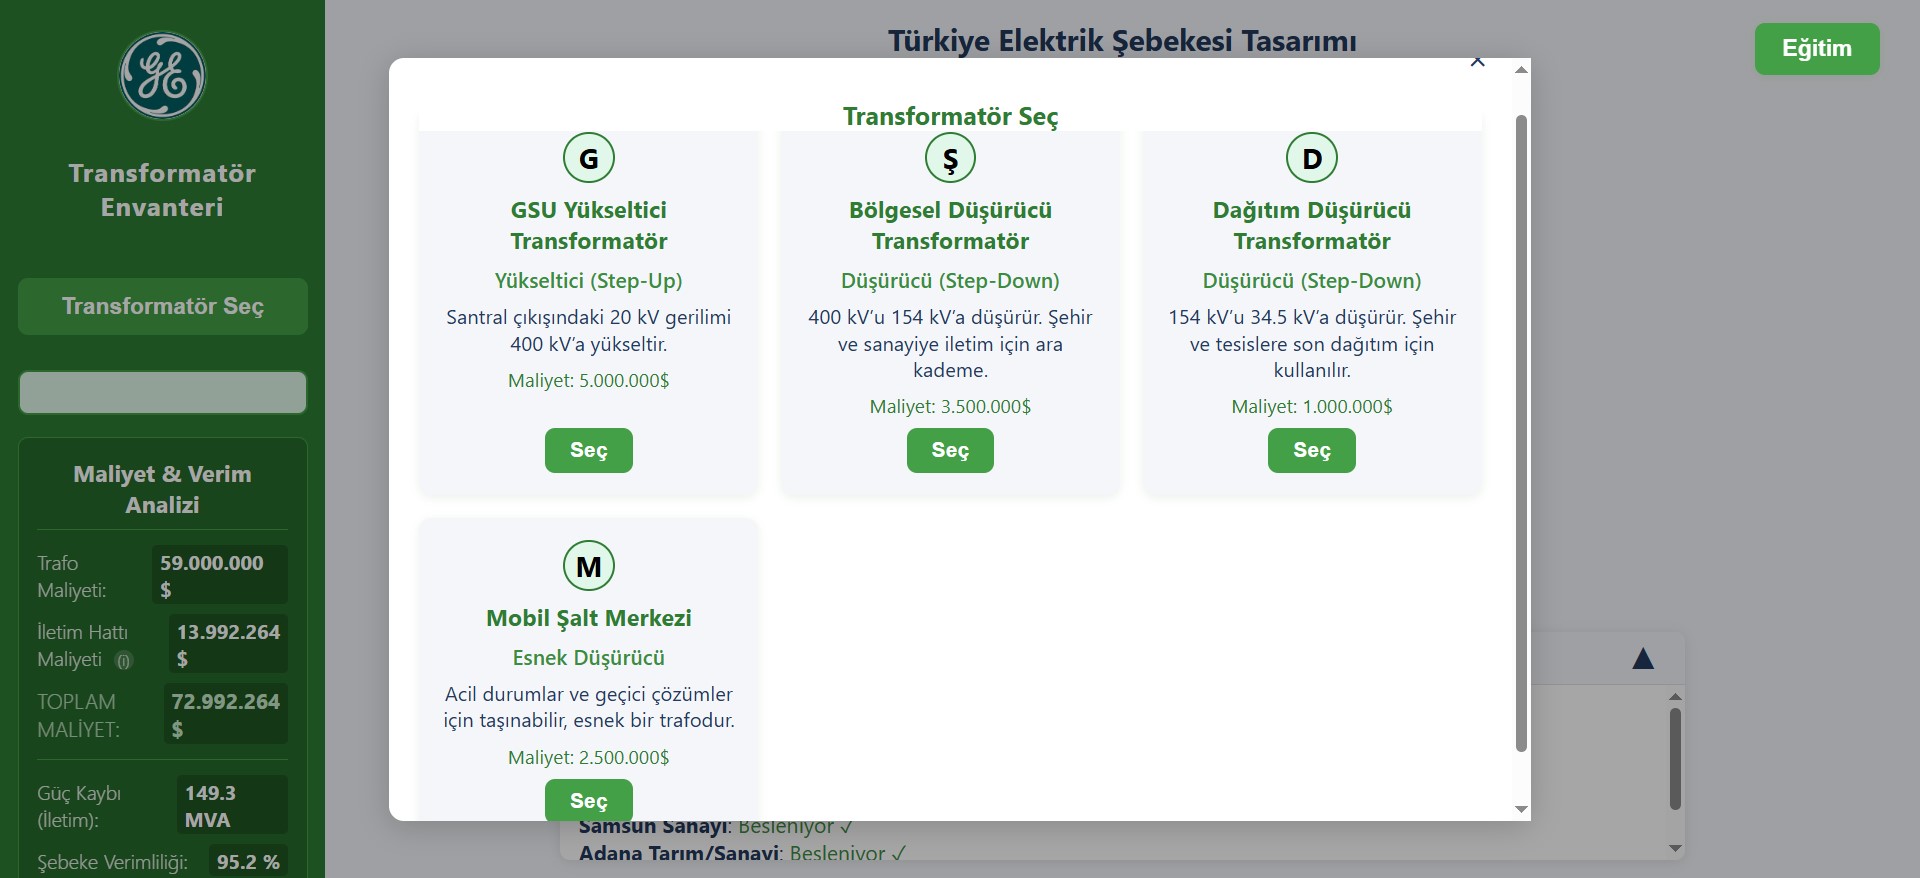 GE
Transformatör
Envanteri
Transformatör Seç
Maliyet & Verim
Analizi
Trafo
Maliyeti:
59.000.000
$
İletim Hattı
Maliyeti (i)
13.992.264
$
TOPLAM
MALİYET:
72.992.264
$
Güç Kaybı
(İletim):
149.3
MVA
Şebeke Verimliliği:
95.2 %
Türkiye Elektrik Şebekesi Tasarımı
Eğitim
×
Transformatör Seç
G
GSU Yükseltici
Transformatör
Yükseltici (Step-Up)
Santral çıkışındaki 20 kV gerilimi
400 kV’a yükseltir.
Maliyet: 5.000.000$
Seç
Ş
Bölgesel Düşürücü
Transformatör
Düşürücü (Step-Down)
400 kV’u 154 kV’a düşürür. Şehir
ve sanayiye iletim için ara
kademe.
Maliyet: 3.500.000$
Seç
D
Dağıtım Düşürücü
Transformatör
Düşürücü (Step-Down)
154 kV’u 34.5 kV’a düşürür. Şehir
ve tesislere son dağıtım için
kullanılır.
Maliyet: 1.000.000$
Seç
M
Mobil Şalt Merkezi
Esnek Düşürücü
Acil durumlar ve geçici çözümler
için taşınabilir, esnek bir trafodur.
Maliyet: 2.500.000$
Seç
▲
Samsun Sanayi: Besleniyor ✓
Adana Tarım/Sanayi: Besleniyor ✓